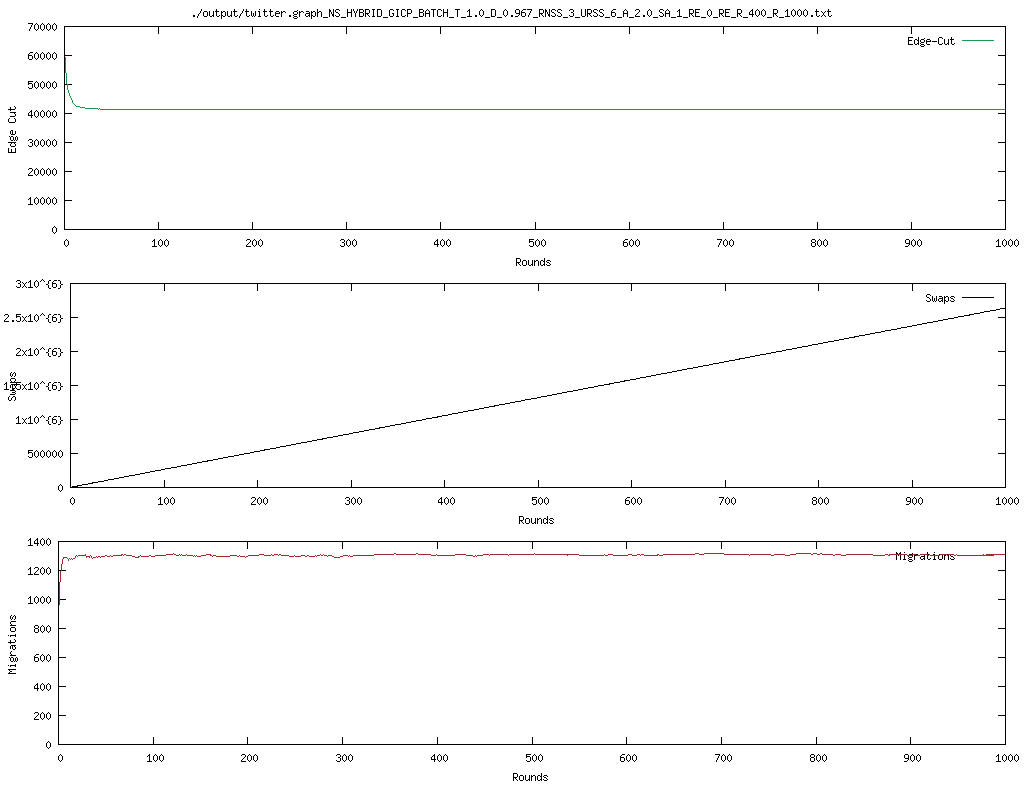 ./output/twitter.graph_NS_HYBRID_GICP_BATCH_T_1.0_D_0.967_RNSS_3_URSS_6_A_2.0_SA_1_RE_0_RE_R_400_R_1000.txt
70000
Edge-Cut
60000
50000
40000
30000
20000
10000
0
Edge Cut
0 100 200 300 400 500 600 700 800 900 1000
Rounds
3x10^{6}
Swaps
2.5x10^{6}
2x10^{6}
1.5x10^{6}
1x10^{6}
500000
0
Swaps
0 100 200 300 400 500 600 700 800 900 1000
Rounds
1400
Migrations
1200
1000
800
600
400
200
0
Migrations
0 100 200 300 400 500 600 700 800 900 1000
Rounds